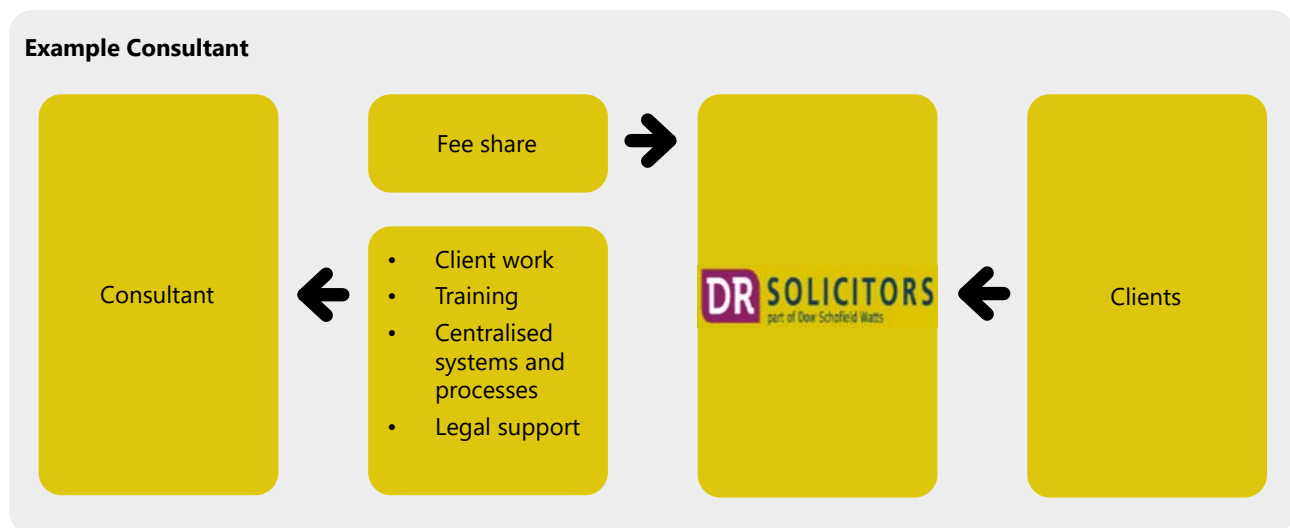 Example Consultant
Consultant
Fee share
• Client work
• Training
• Centralised
systems and
processes
• Legal support
DR SOLICITORS
part of Dow Schofield Watts
Clients